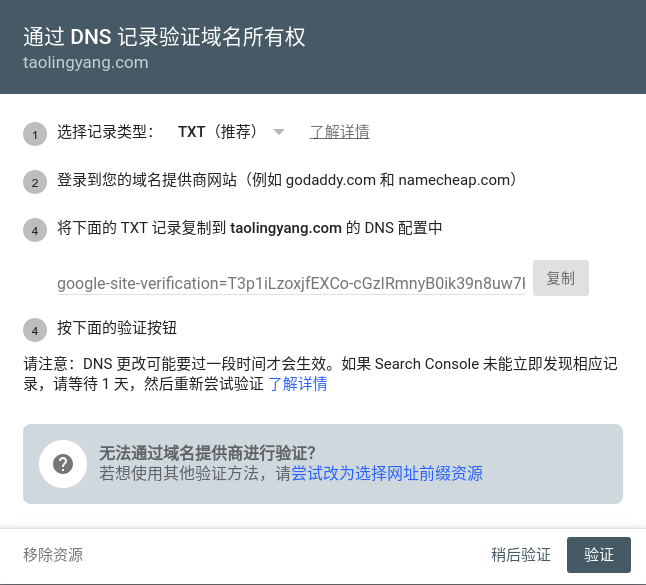 通过 DNS 记录验证域名所有权
taolingyang.com
1 选择记录类型： TXT（推荐） 了解详情
2 登录到您的域名提供商网站（例如 godaddy.com 和 namecheap.com）
4 将下面的 TXT 记录复制到 taolingyang.com 的 DNS 配置中
google-site-verification=T3p1iLzoxjfEXCo-cGzIRmnyB0ik39n8uw7 复制
4 按下面的验证按钮
请注意：DNS 更改可能要过一段时间才会生效。如果 Search Console 未能立即发现相应记
录，请等待 1 天，然后重新尝试验证 了解详情
无法通过域名提供商进行验证？
若想使用其他验证方法，请尝试改为选择网址前缀资源
移除资源 稍后验证 验证